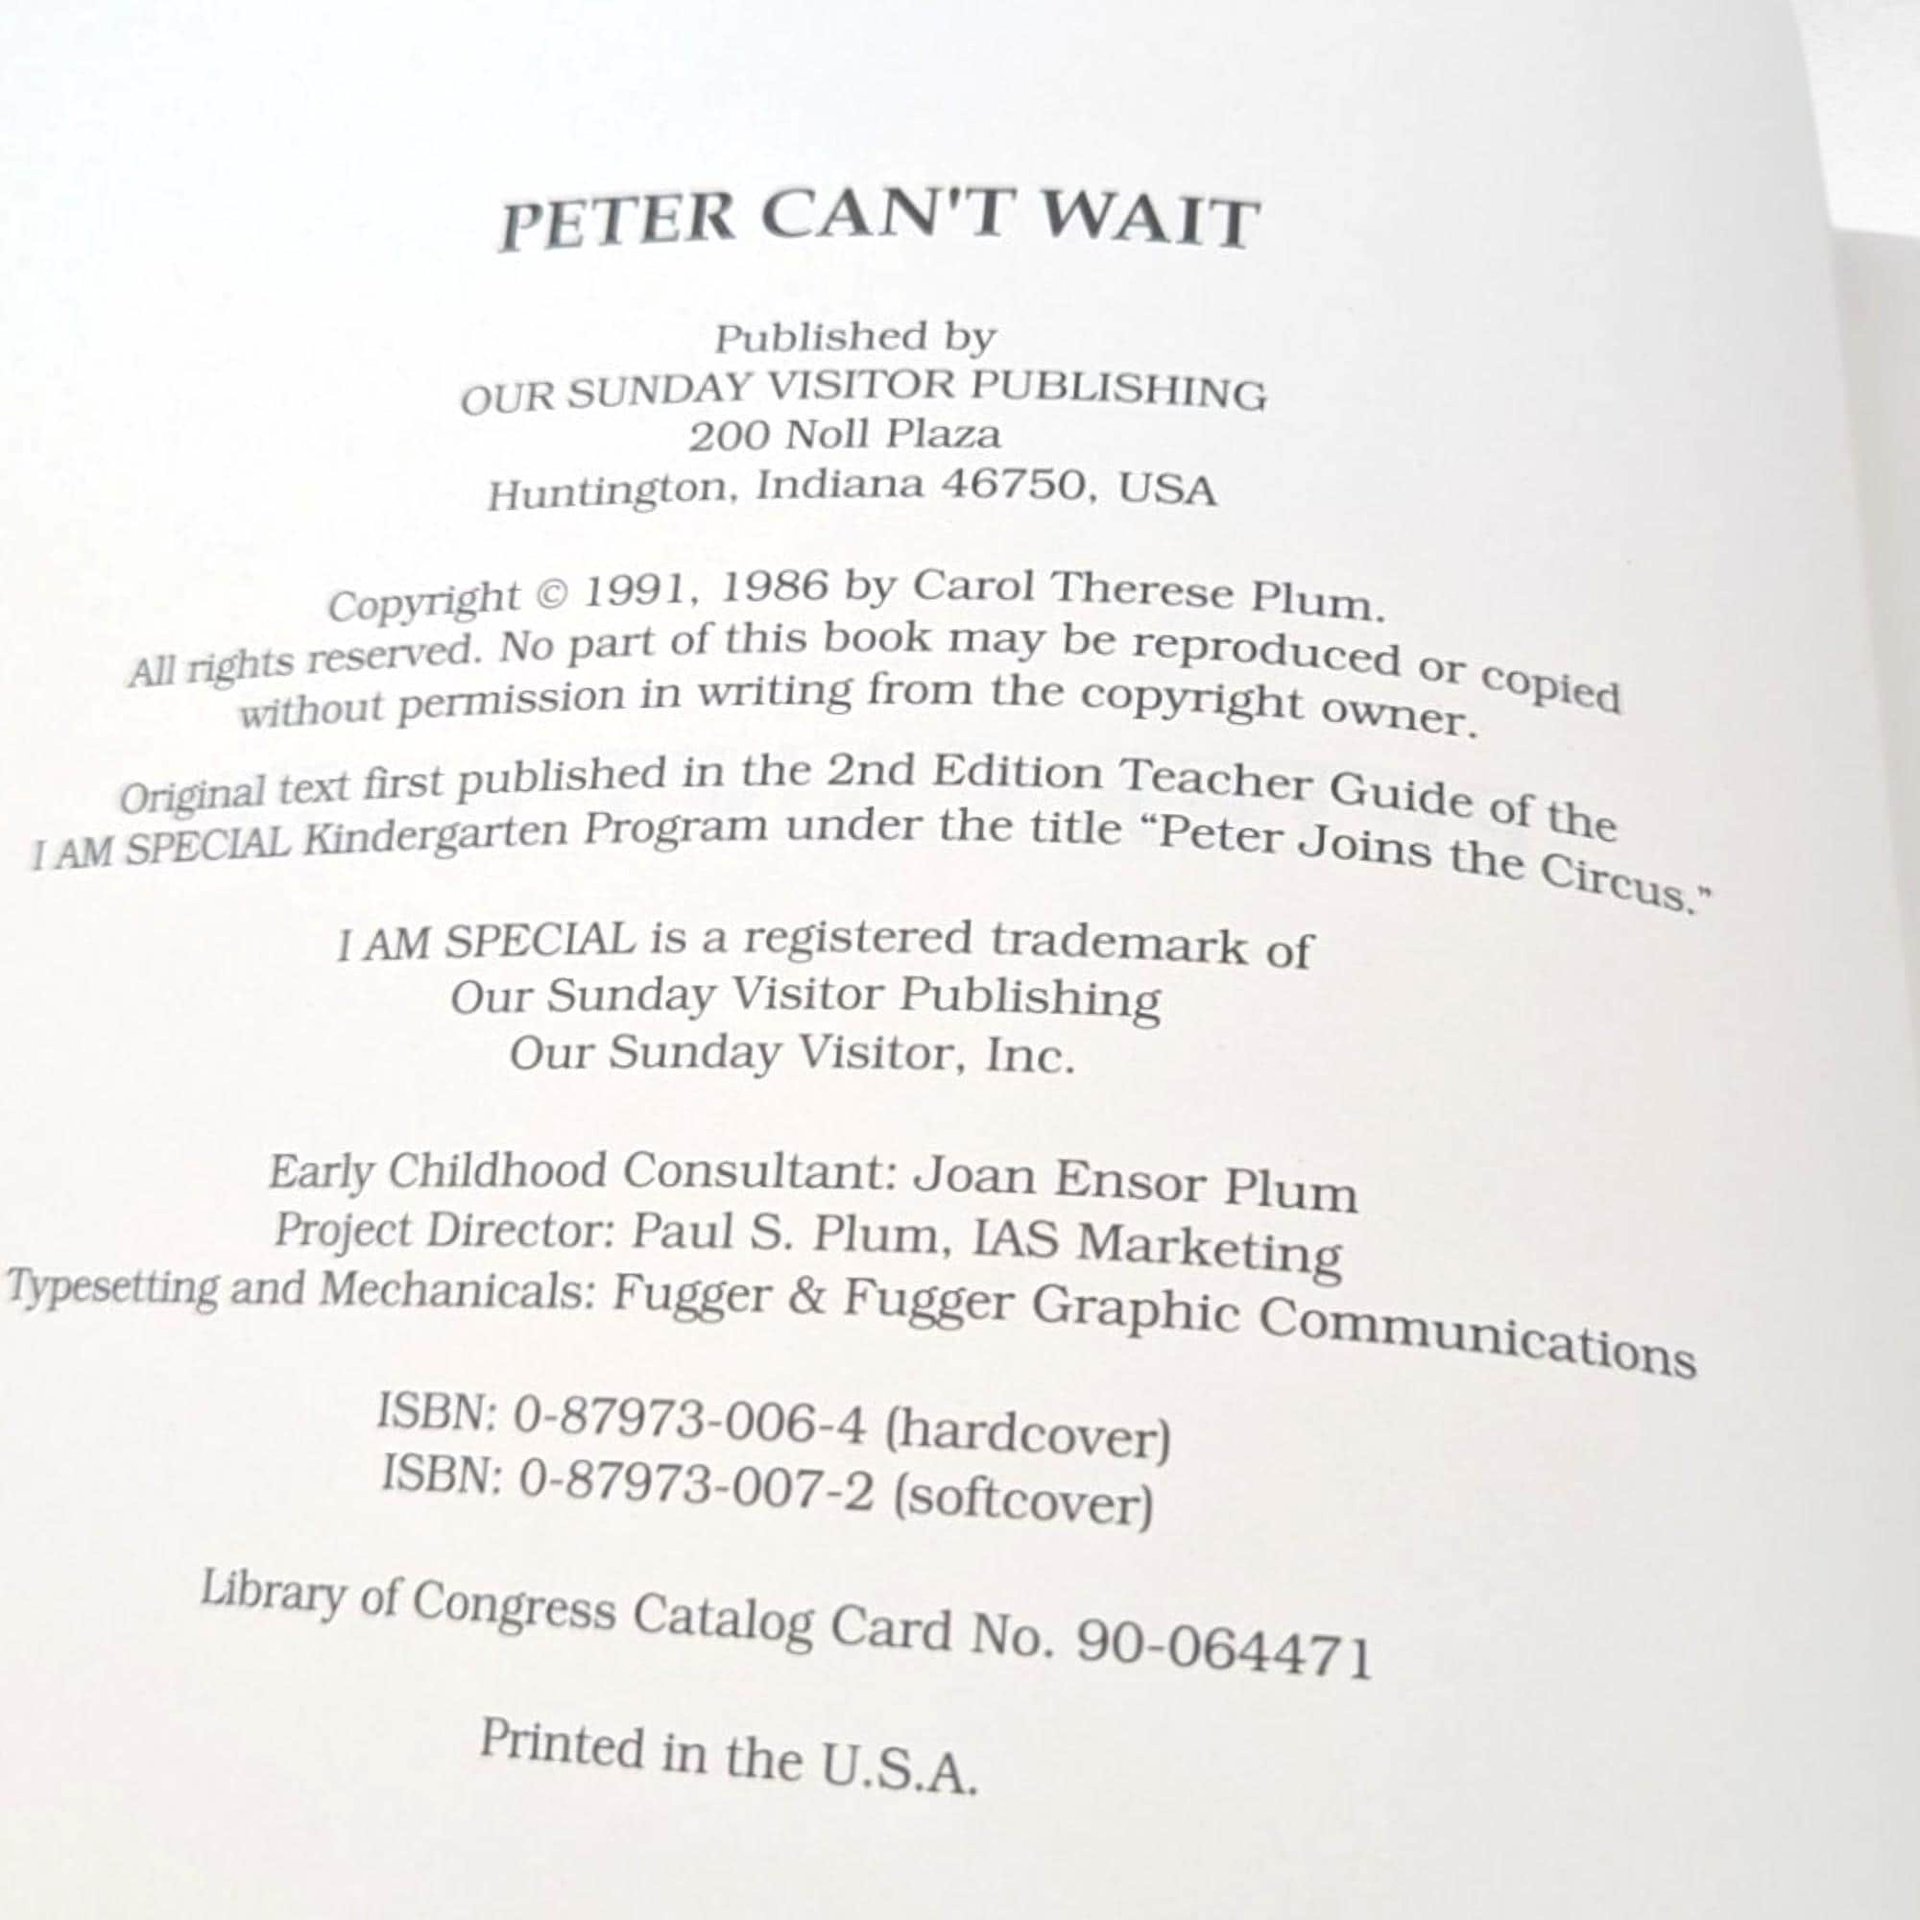 PETER CAN'T WAIT
Published by
OUR SUNDAY VISITOR PUBLISHING
200 Noll Plaza
Huntington, Indiana 46750, USA
Copyright © 1991, 1986 by Carol Therese Plum.
All rights reserved. No part of this book may be reproduced or copied
without permission in writing from the copyright owner.
Original text first published in the 2nd Edition Teacher Guide of the
I AM SPECIAL Kindergarten Program under the title “Peter Joins the Circus.”
I AM SPECIAL is a registered trademark of
Our Sunday Visitor Publishing
Our Sunday Visitor, Inc.
Early Childhood Consultant: Joan Ensor Plum
Project Director: Paul S. Plum, IAS Marketing
Typesetting and Mechanicals: Fugger & Fugger Graphic Communications
ISBN: 0-87973-006-4 (hardcover)
ISBN: 0-87973-007-2 (softcover)
Library of Congress Catalog Card No. 90-064471
Printed in the U.S.A.